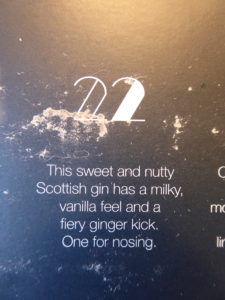 22
This sweet and nutty
Scottish gin has a milky,
vanilla feel and a
fiery ginger kick.
One for nosing.